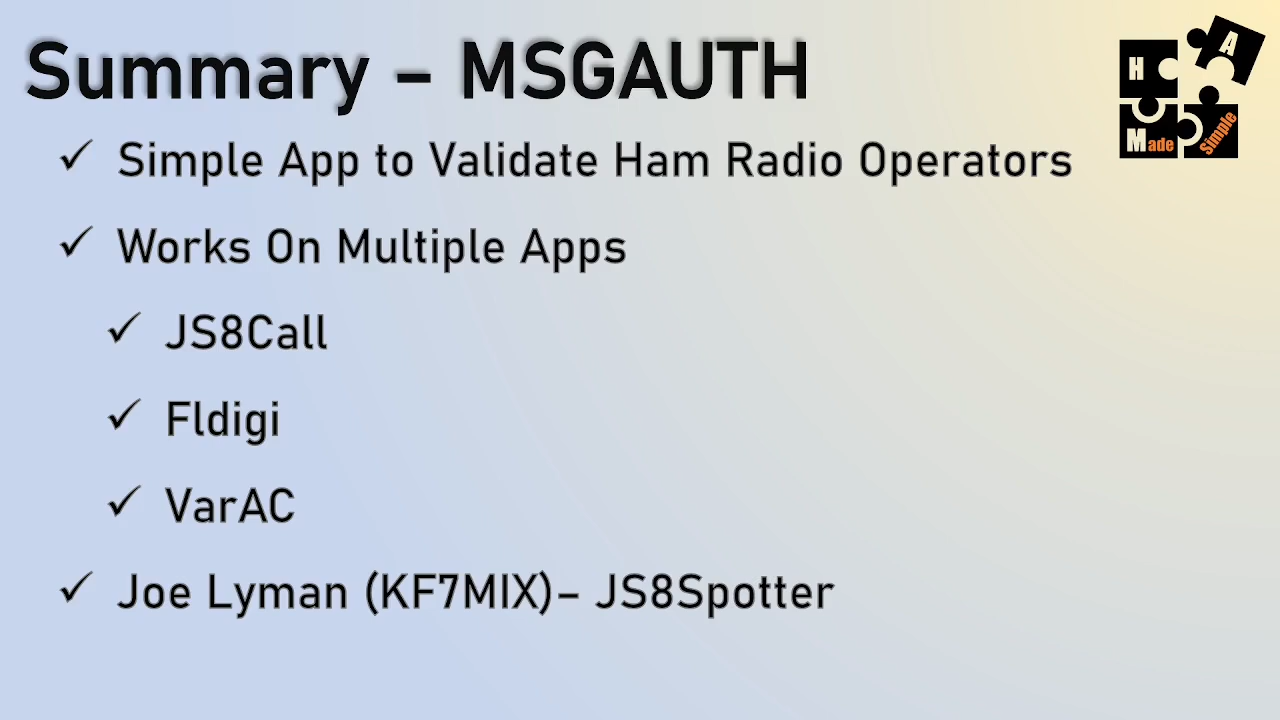 Summary – MSGAUTH
✓ Simple App to Validate Ham Radio Operators
✓ Works On Multiple Apps
✓ JS8Call
✓ Fldigi
✓ VarAC
✓ Joe Lyman (KF7MIX)– JS8Spotter
H A
Made Simple